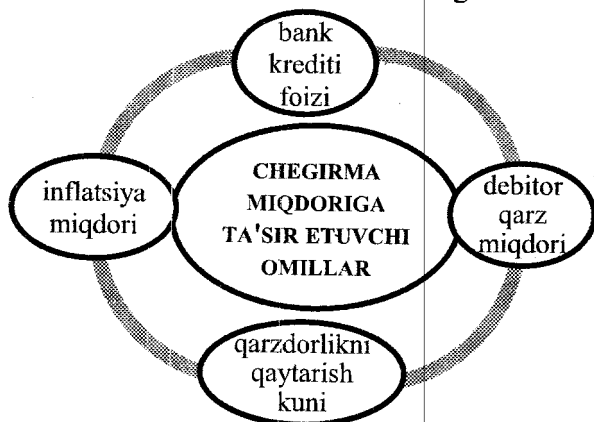 bank
krediti
foizi
inflatsiya
miqdori
CHEGIRMA
MIQDORIGA
TA'SIR ETUVCHI
OMILLAR
debitor
qarz
miqdori
qarzdorlikni
qaytarish
kuni